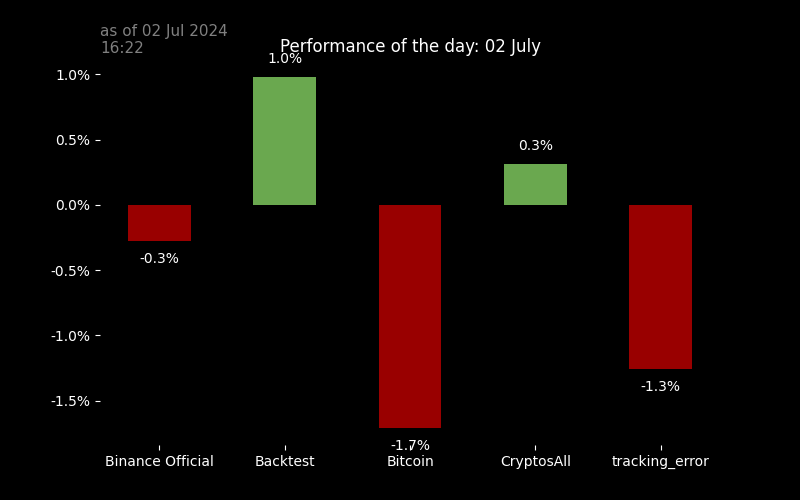 as of 02 Jul 2024
16:22
Performance of the day: 02 July
1.0%
1.0%
0.5%
0.3%
0.0%
-0.3%
-0.5%
-1.0%
-1.3%
-1.5%
-1.7%
Binance Official
Backtest
Bitcoin
CryptosAll
tracking_error